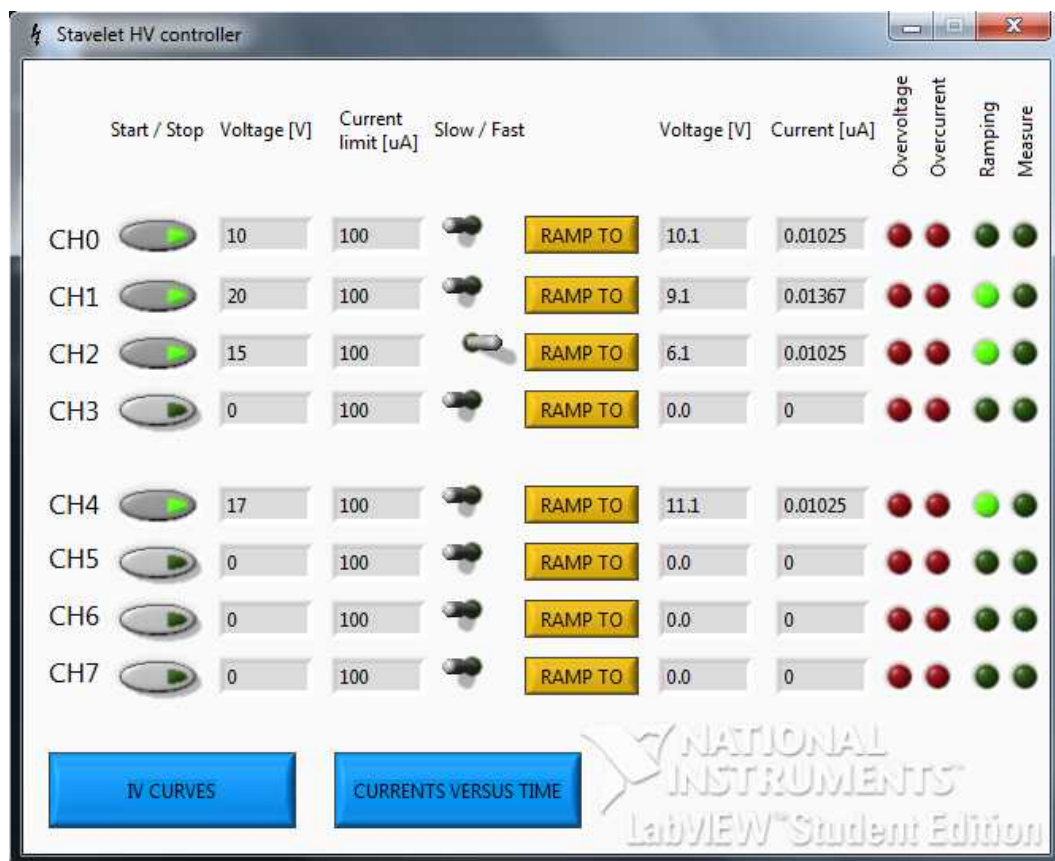 Stavelet HV controller
Start / Stop Voltage [V] Current limit [uA] Slow / Fast Voltage [V] Current [uA] Overvoltage Overcurrent Ramping Measure
CH0 10 100 RAMP TO 10.1 0.01025
CH1 20 100 RAMP TO 9.1 0.01367
CH2 15 100 RAMP TO 6.1 0.01025
CH3 0 100 RAMP TO 0.0 0
CH4 17 100 RAMP TO 11.1 0.01025
CH5 0 100 RAMP TO 0.0 0
CH6 0 100 RAMP TO 0.0 0
CH7 0 100 RAMP TO 0.0 0
IV CURVES CURRENTS VERSUS TIME
NATIONAL
INSTRUMENTS™
LabVIEW™ Student Edition